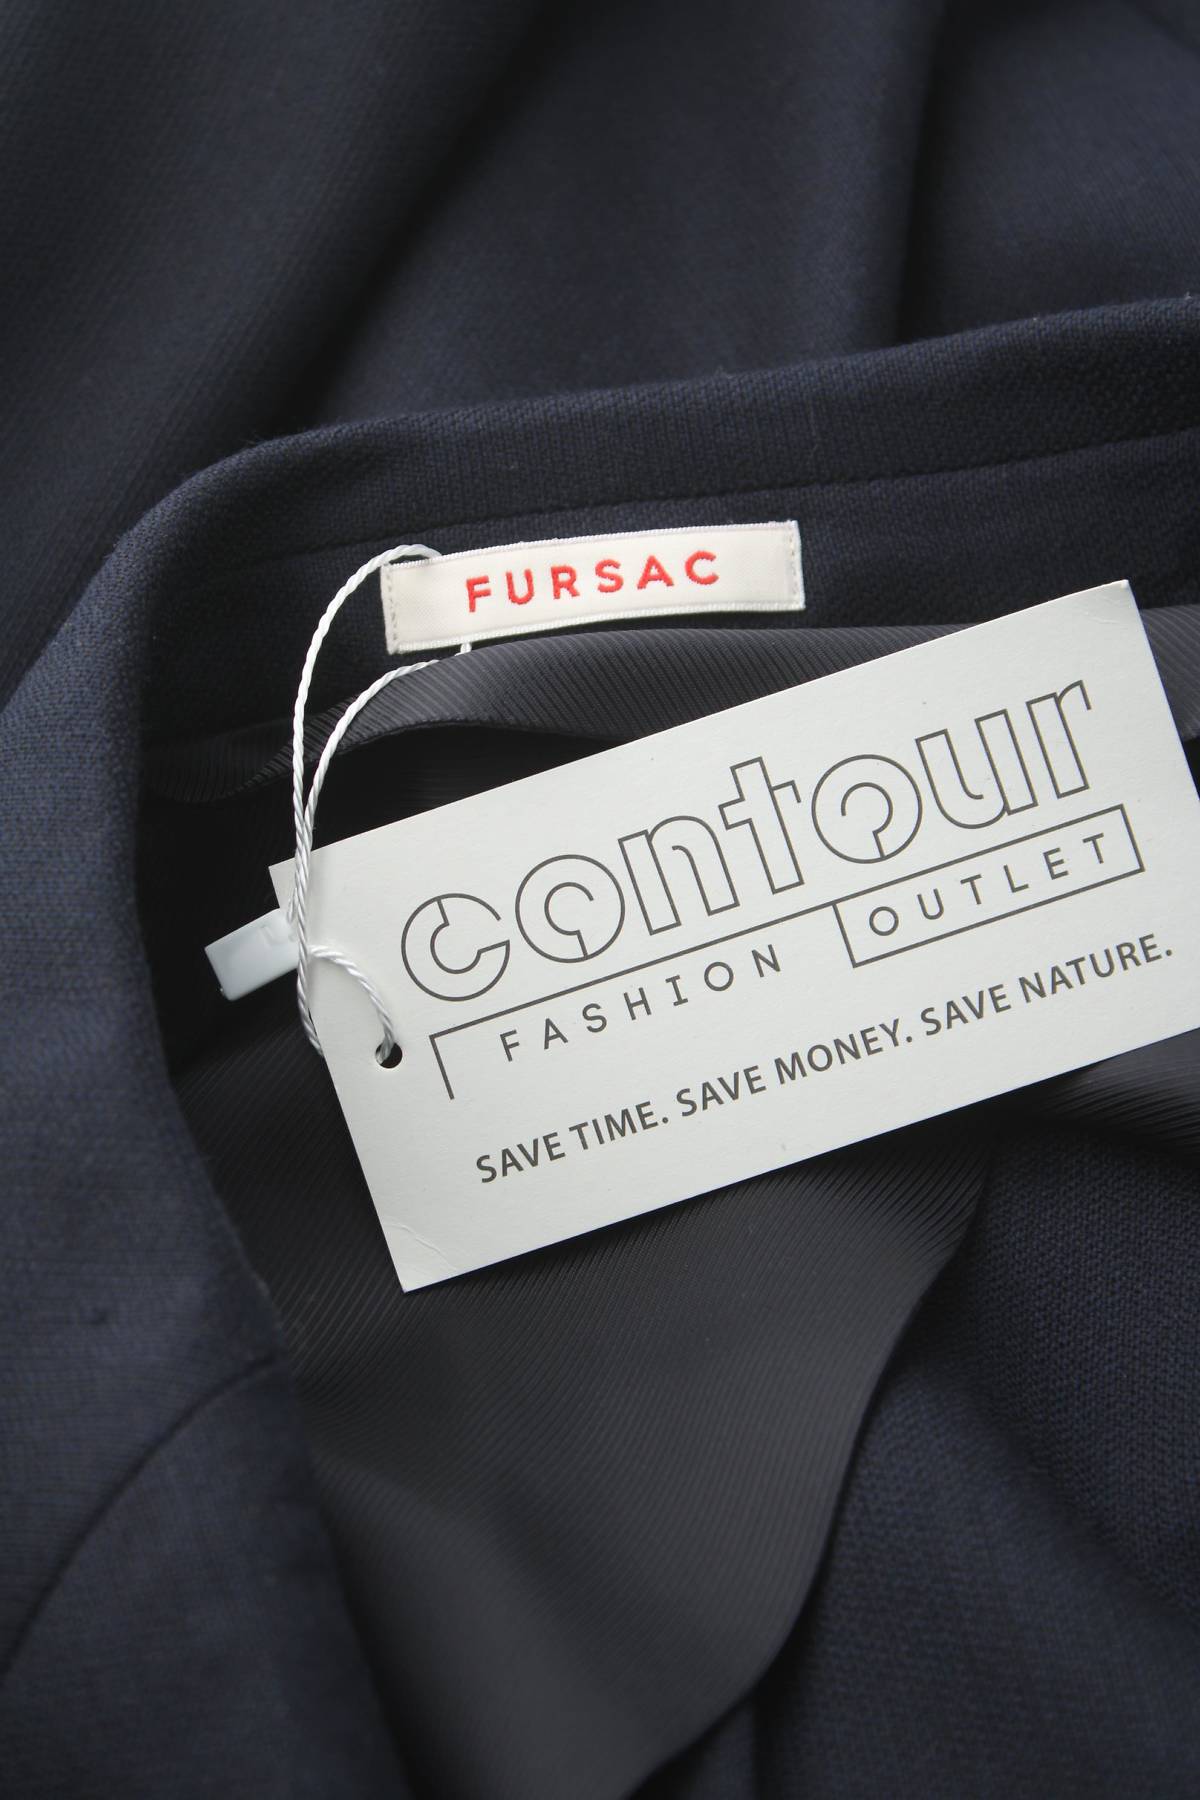 FURSAC
contour
FASHION OUTLET
SAVE TIME. SAVE MONEY. SAVE NATURE.